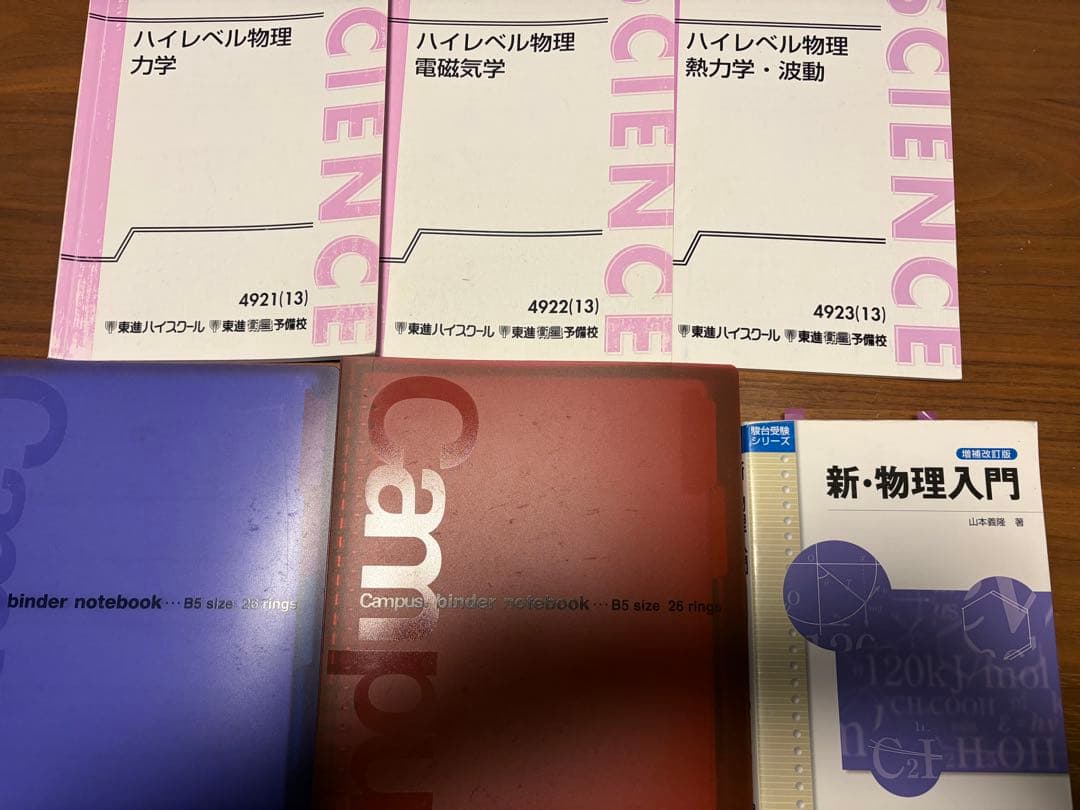 ハイレベル物理
力学
SCIENCE
4921(13)
東進ハイスクール 東進衛星予備校
ハイレベル物理
電磁気学
SCIENCE
4922(13)
東進ハイスクール 東進衛星予備校
ハイレベル物理
熱力学・波動
SCIENCE
4923(13)
東進ハイスクール 東進衛星予備校
binder notebook … B5 size 26 rings
Campus
Campus binder notebook … B5 size 26 rings
駿台受験
シリーズ
増補改訂版
新・物理入門
山本義隆 著
120kJ/mol
CH3COOH
C2H5OH